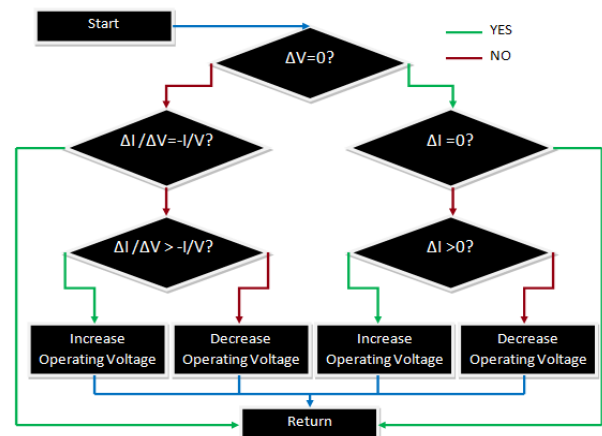 Start
YES
NO
ΔV=0?
ΔI /ΔV=-I/V?
ΔI =0?
ΔI /ΔV > -I/V?
ΔI >0?
Increase
Operating Voltage
Decrease
Operating Voltage
Increase
Operating Voltage
Decrease
Operating Voltage
Return